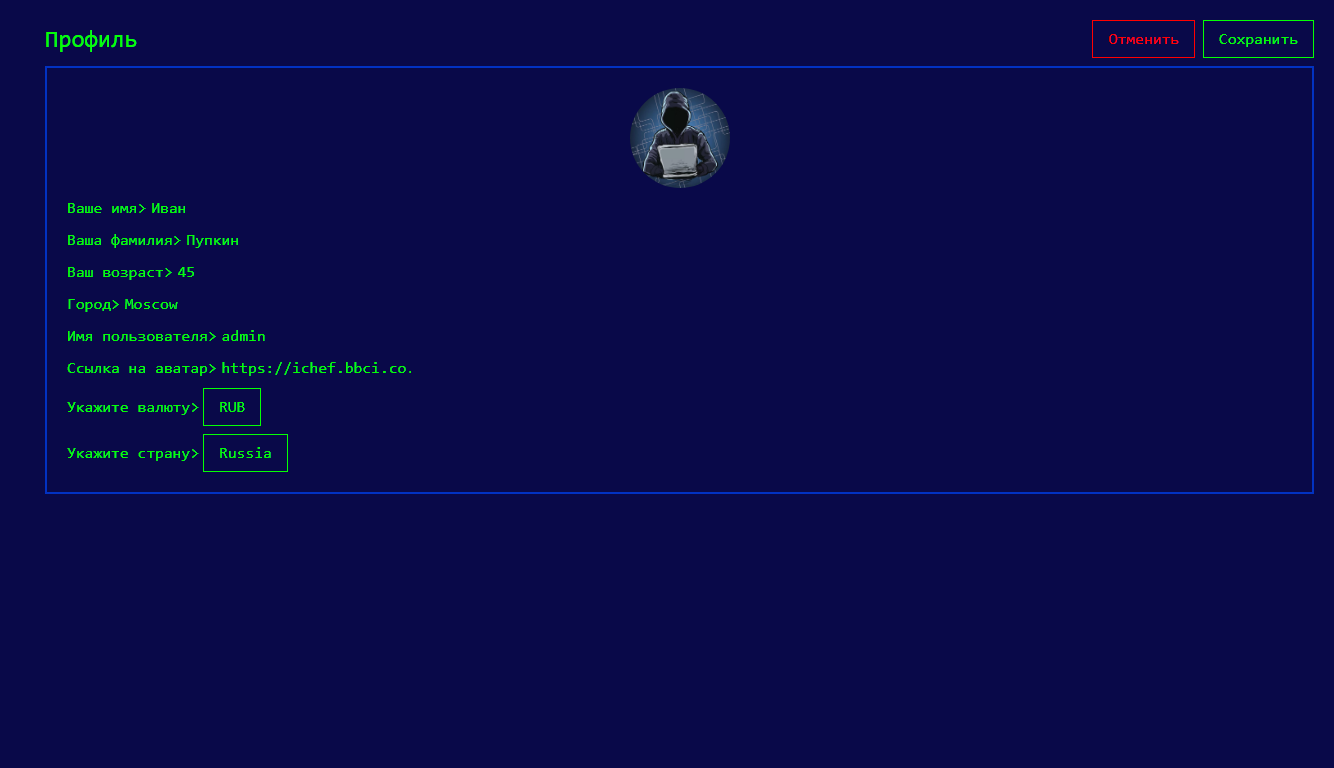 Профиль
Отменить
Сохранить
Ваше имя> Иван
Ваша фамилия> Пупкин
Ваш возраст> 45
Город> Moscow
Имя пользователя> admin
Ссылка на аватар> https://ichef.bbci.co.
Укажите валюту> RUB
Укажите страну> Russia